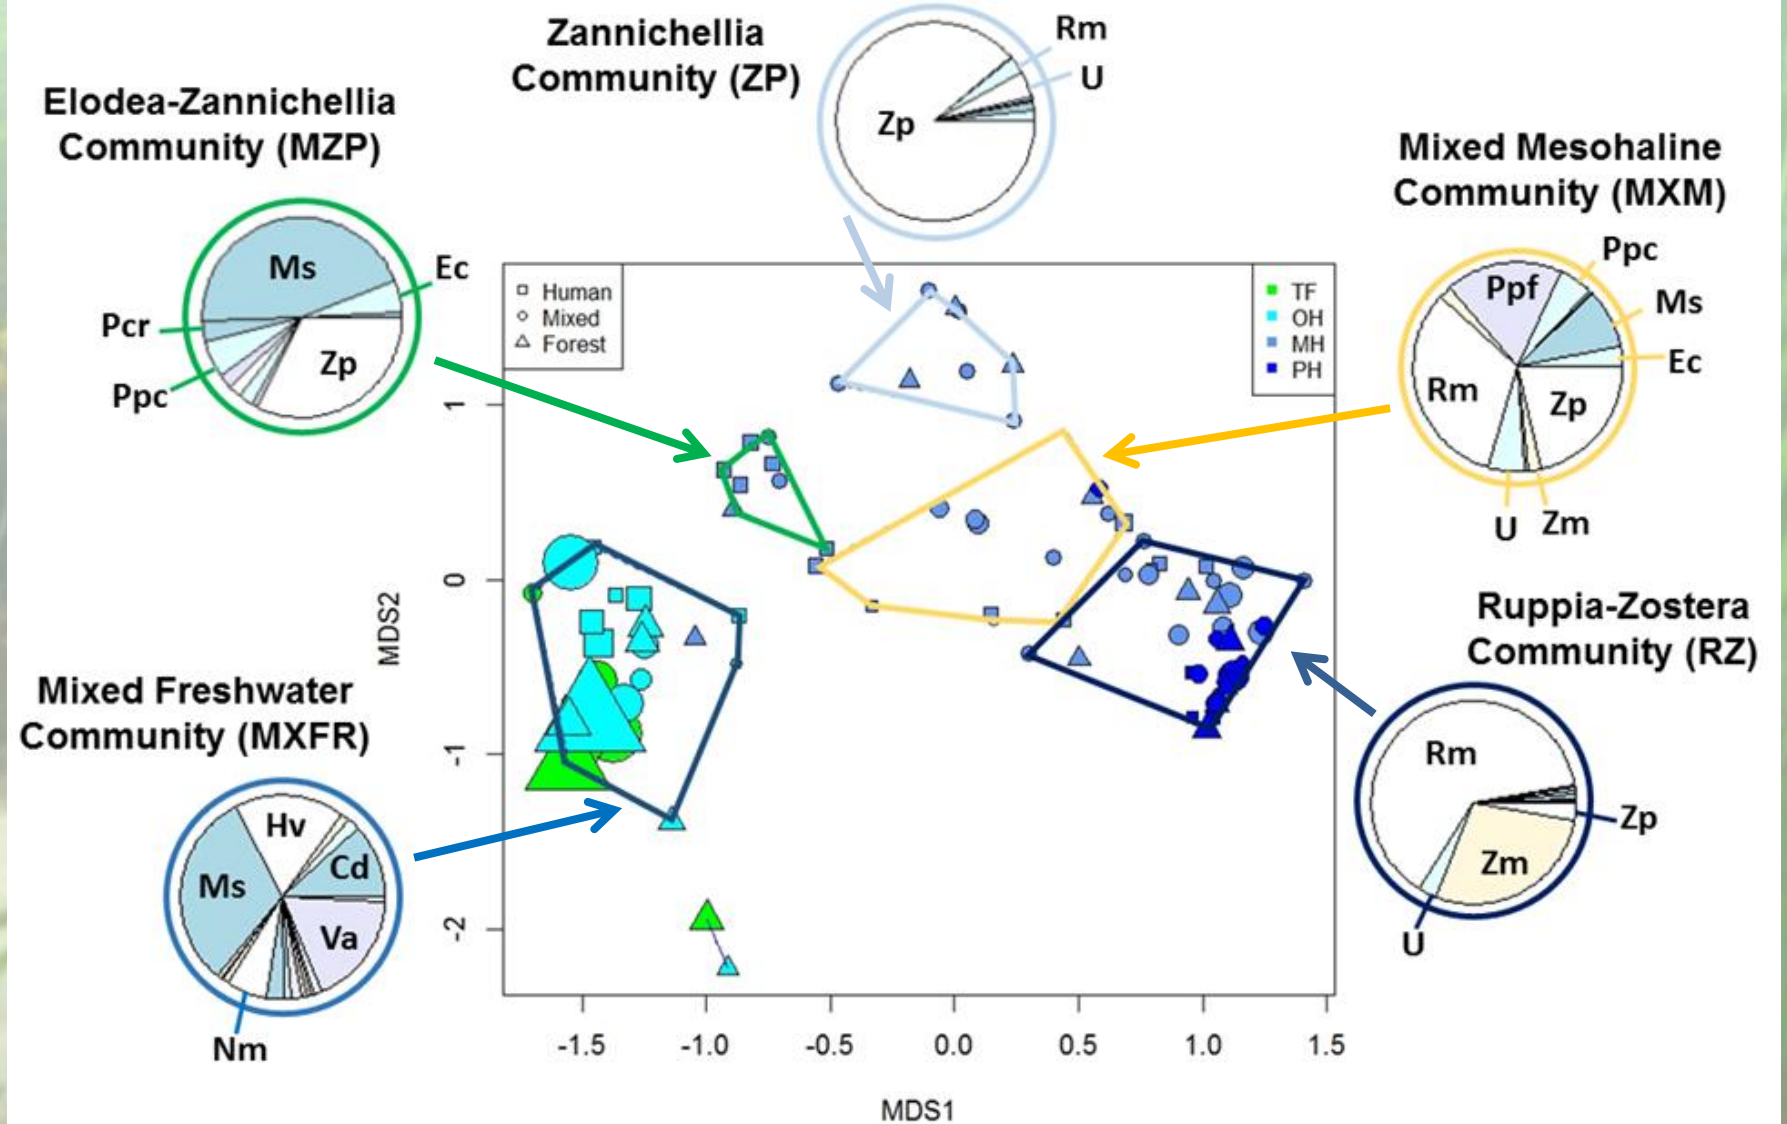 Zannichellia
Community (ZP)
Rm
U
Zp
Elodea-Zannichellia
Community (MZP)
Ms
Ec
Pcr
Zp
Ppc
Mixed Mesohaline
Community (MXM)
Ppc
Ppf
Ms
Ec
Rm
Zp
U
Zm
Human
Mixed
Forest
TF
OH
MH
PH
Mixed Freshwater
Community (MXFR)
Hv
Cd
Ms
Va
Nm
Ruppia-Zostera
Community (RZ)
Rm
Zp
Zm
U
MDS2
1
0
-1
-2
-1.5
-1.0
-0.5
0.0
0.5
1.0
1.5
MDS1